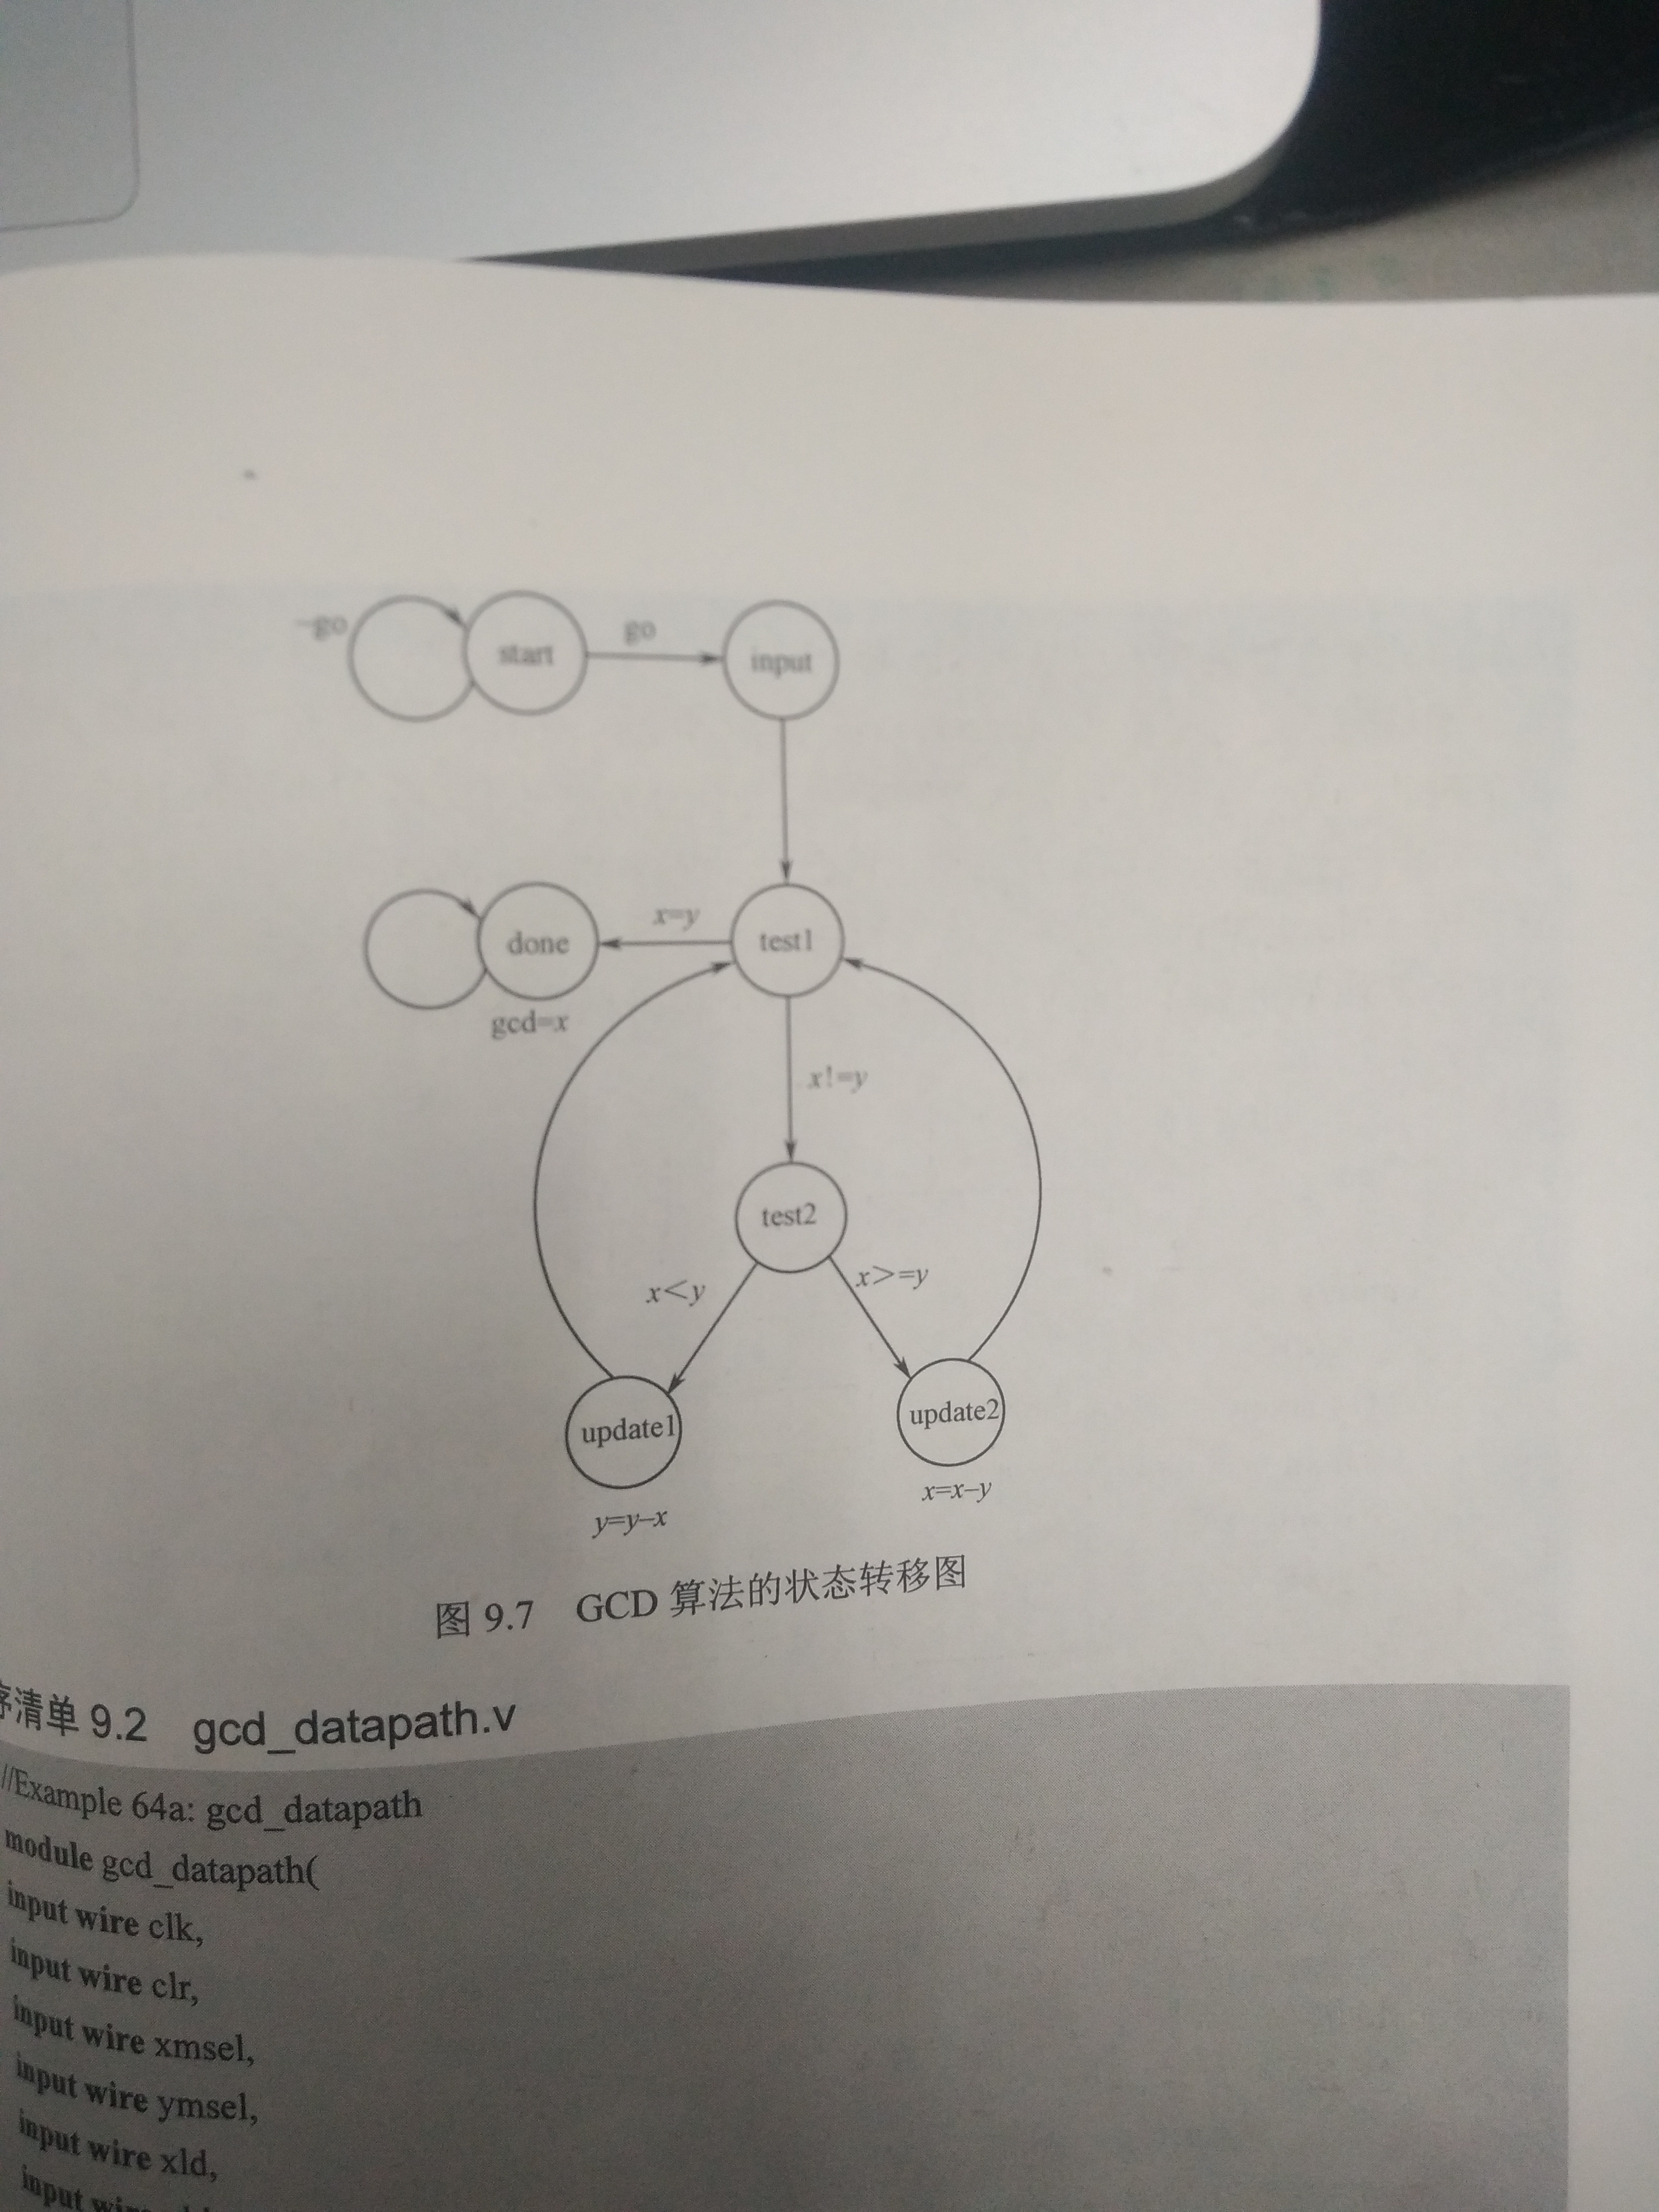 ~go
start
go
input
done
x=y
test1
gcd=x
x!=y
test2
x<y
x>=y
update1
update2
y=y–x
x=x–y
图 9.7 GCD 算法的状态转移图
序清单 9.2 gcd_datapath.v
//Example 64a: gcd_datapath
module gcd_datapath(
input wire clk,
input wire clr,
input wire xmsel,
input wire ymsel,
input wire xld,
input wire